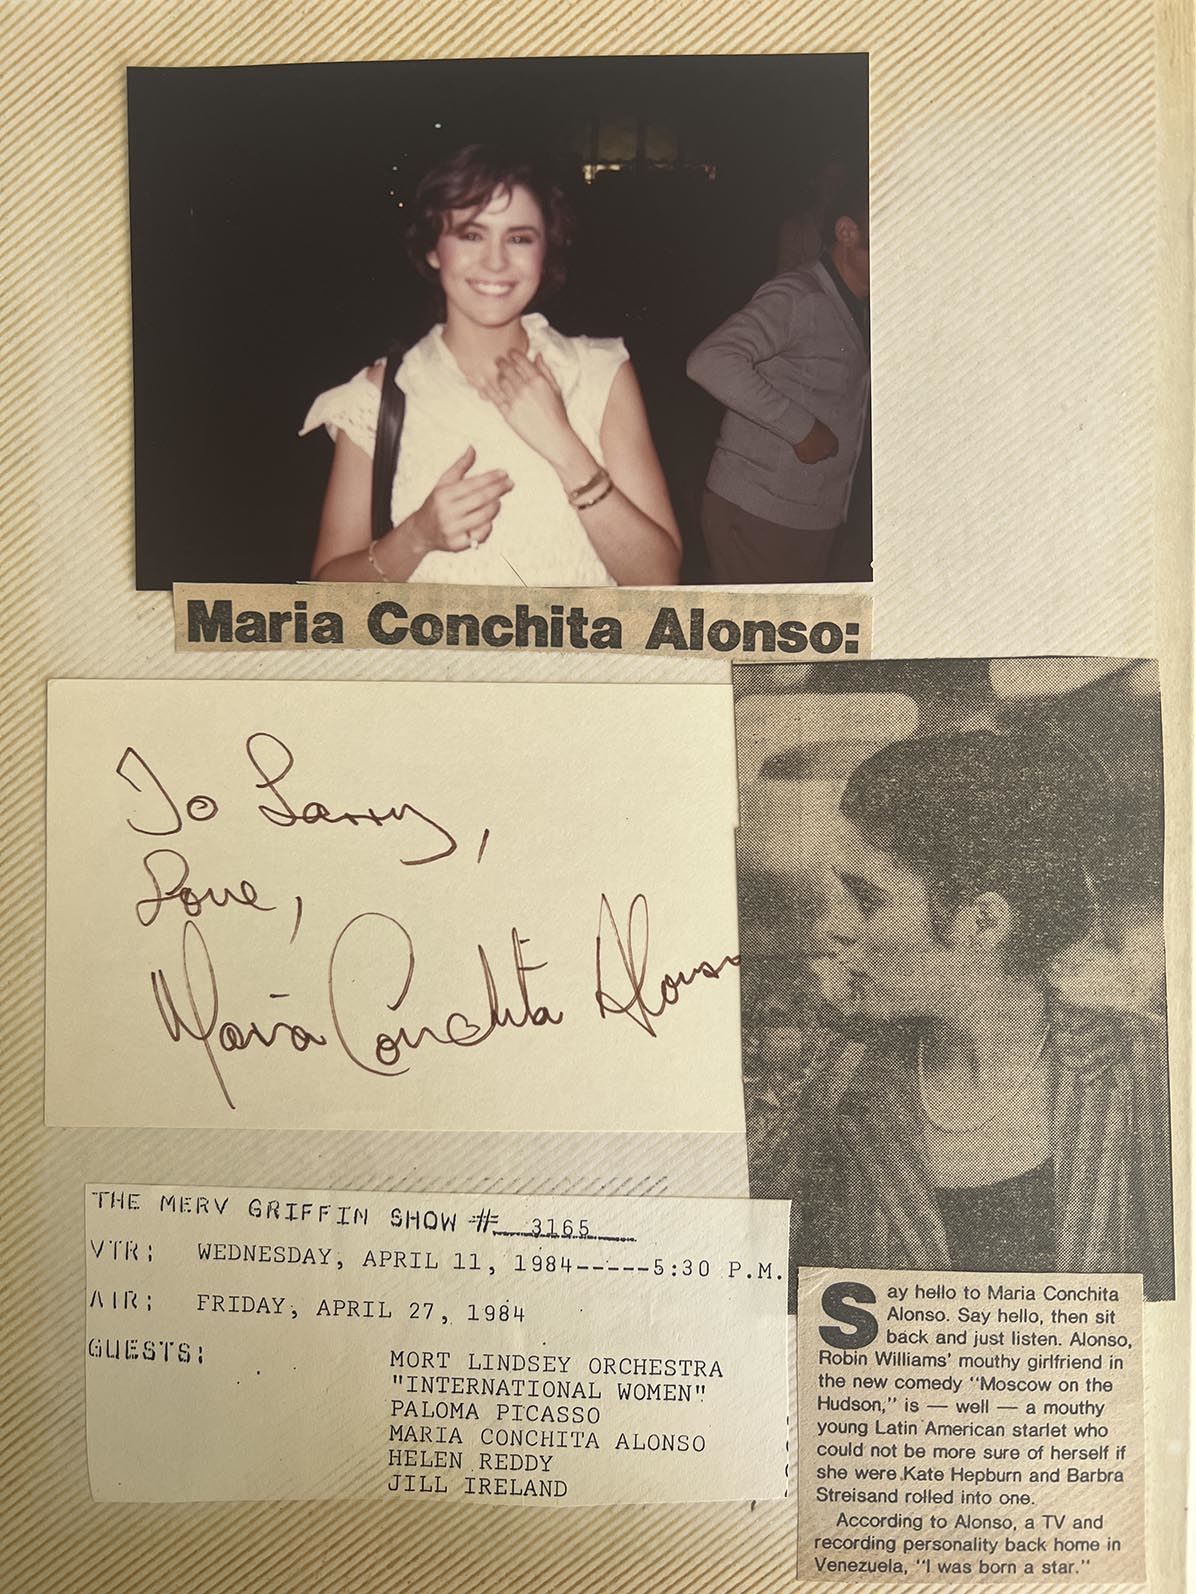 Maria Conchita Alonso:
To Larry,
Love,
Maria Conchita Alonso
THE MERV GRIFFIN SHOW # 3165
VTR: WEDNESDAY, APRIL 11, 1984-----5:30 P.M.
AIR: FRIDAY, APRIL 27, 1984
GUESTS:
MORT LINDSEY ORCHESTRA
"INTERNATIONAL WOMEN"
PALOMA PICASSO
MARIA CONCHITA ALONSO
HELEN REDDY
JILL IRELAND
Say hello to Maria Conchita
Alonso. Say hello, then sit
back and just listen. Alonso,
Robin Williams' mouthy girlfriend in
the new comedy "Moscow on the
Hudson," is — well — a mouthy
young Latin American starlet who
could not be more sure of herself if
she were Kate Hepburn and Barbra
Streisand rolled into one.
According to Alonso, a TV and
recording personality back home in
Venezuela, "I was born a star."